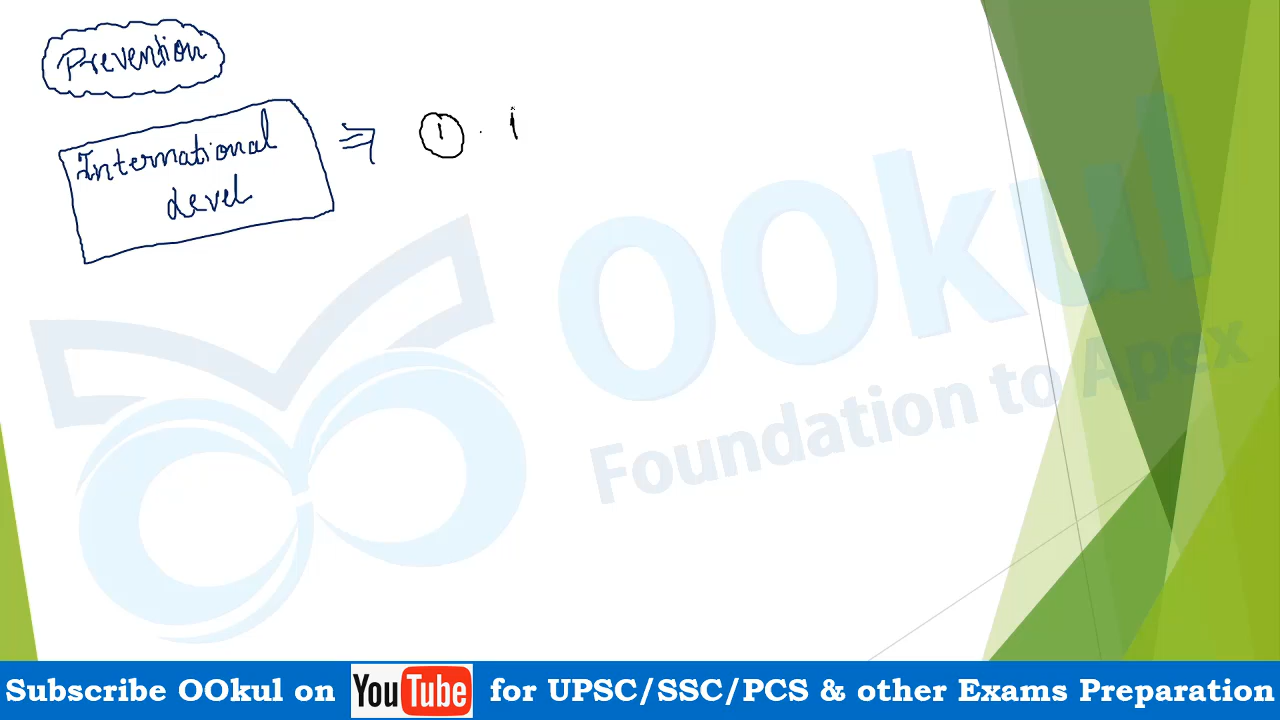 Prevention
International ⇒ ① . i
Level
OOkul
Foundation to Apex
Subscribe OOkul on YouTube for UPSC/SSC/PCS & other Exams Preparation